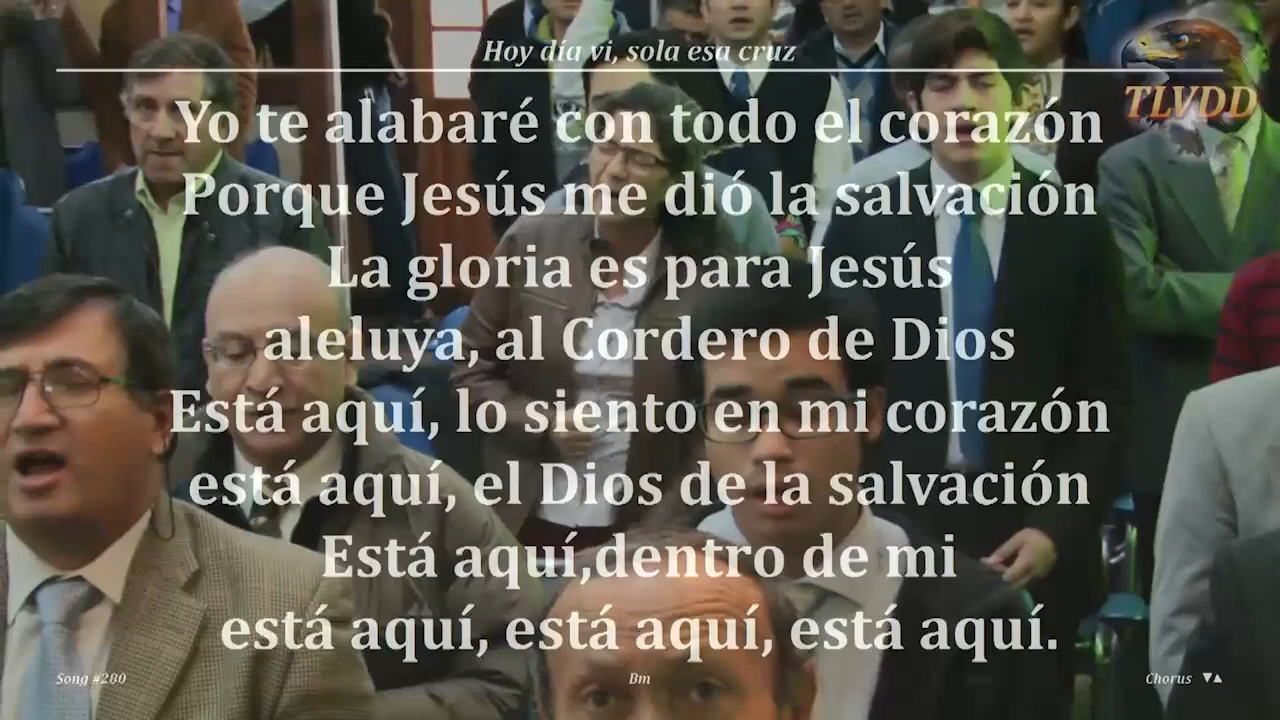 Hoy día vi, sola esa cruz
TLVDD
Yo te alabaré con todo el corazón
Porque Jesús me dió la salvación
La gloria es para Jesús
aleluya, al Cordero de Dios
Está aquí, lo siento en mi corazón
está aquí, el Dios de la salvación
Está aquí,dentro de mi
está aquí, está aquí, está aquí.
Song #200
Bm
Chorus ▼▲